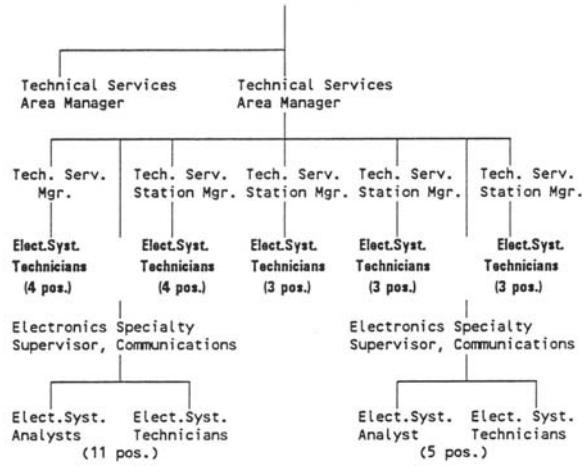 Technical Services Technical Services
Area Manager Area Manager
Tech. Serv. Tech. Serv. Tech. Serv. Tech. Serv. Tech. Serv.
Mgr. Station Mgr. Station Mgr. Station Mgr. Station Mgr.
Elect.Syst. Elect.Syst. Elect.Syst. Elect.Syst. Elect.Syst.
Technicians Technicians Technicians Technicians Technicians
(4 pos.) (4 pos.) (3 pos.) (3 pos.) (3 pos.)
Electronics Specialty Electronics Specialty
Supervisor, Communications Supervisor, Communications
Elect.Syst. Elect.Syst. Elect.Syst. Elect. Syst.
Analysts Technicians Analyst Technicians
(11 pos.) (5 pos.)